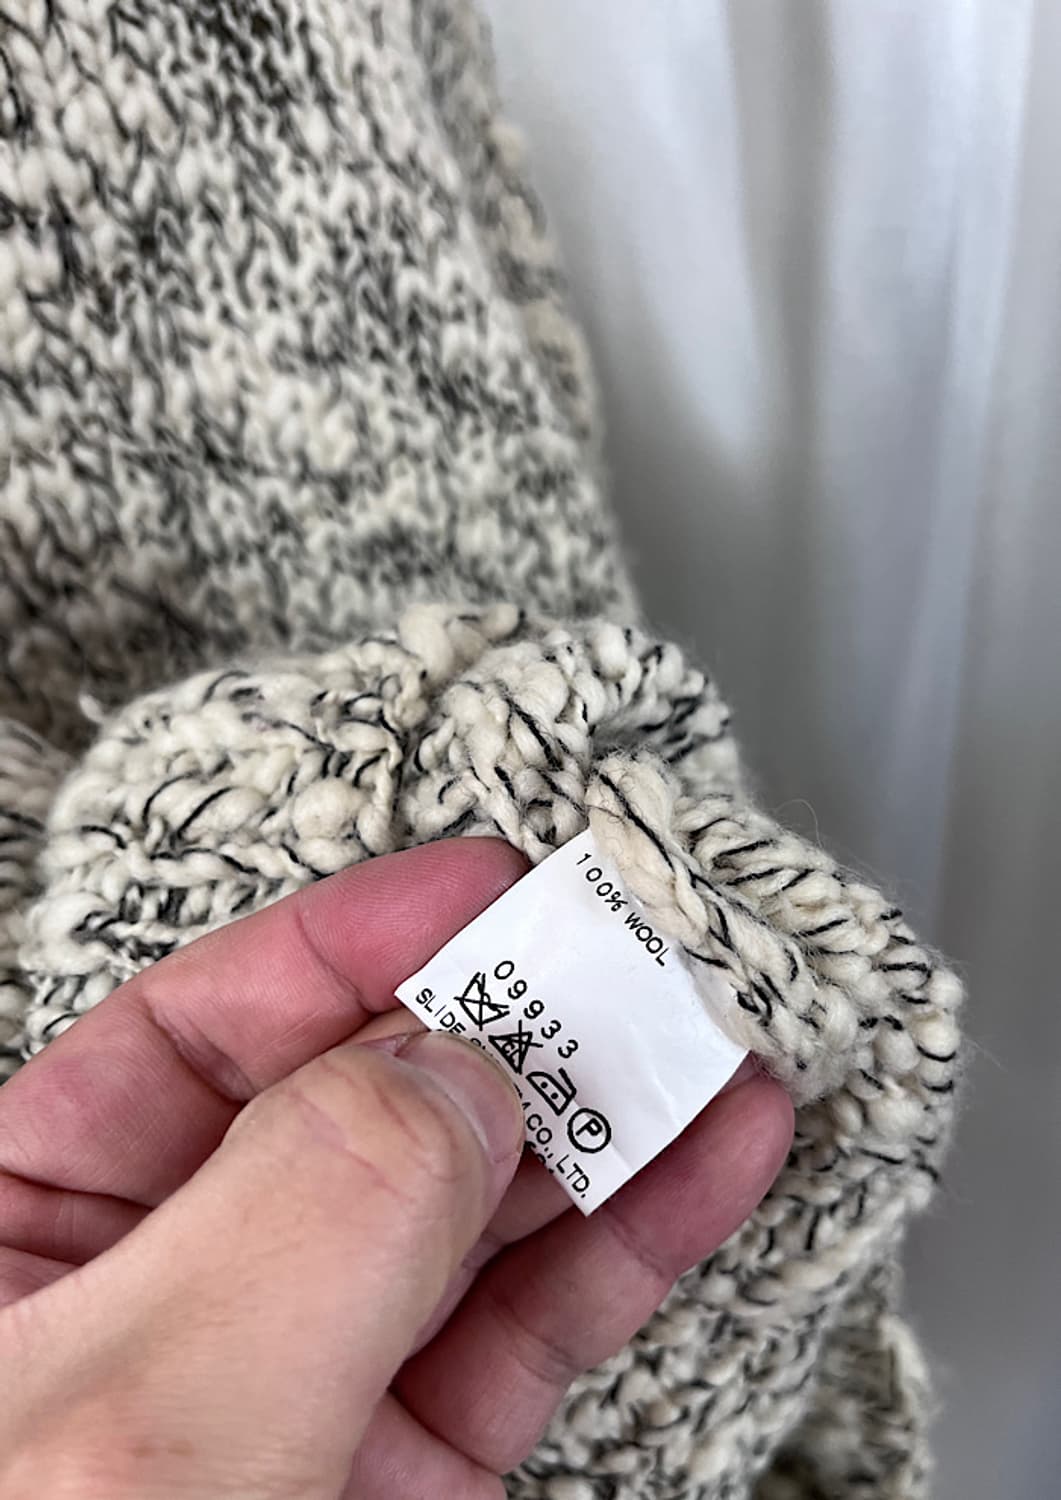 100% WOOL
09933
P
SLIDE
CO., LTD.